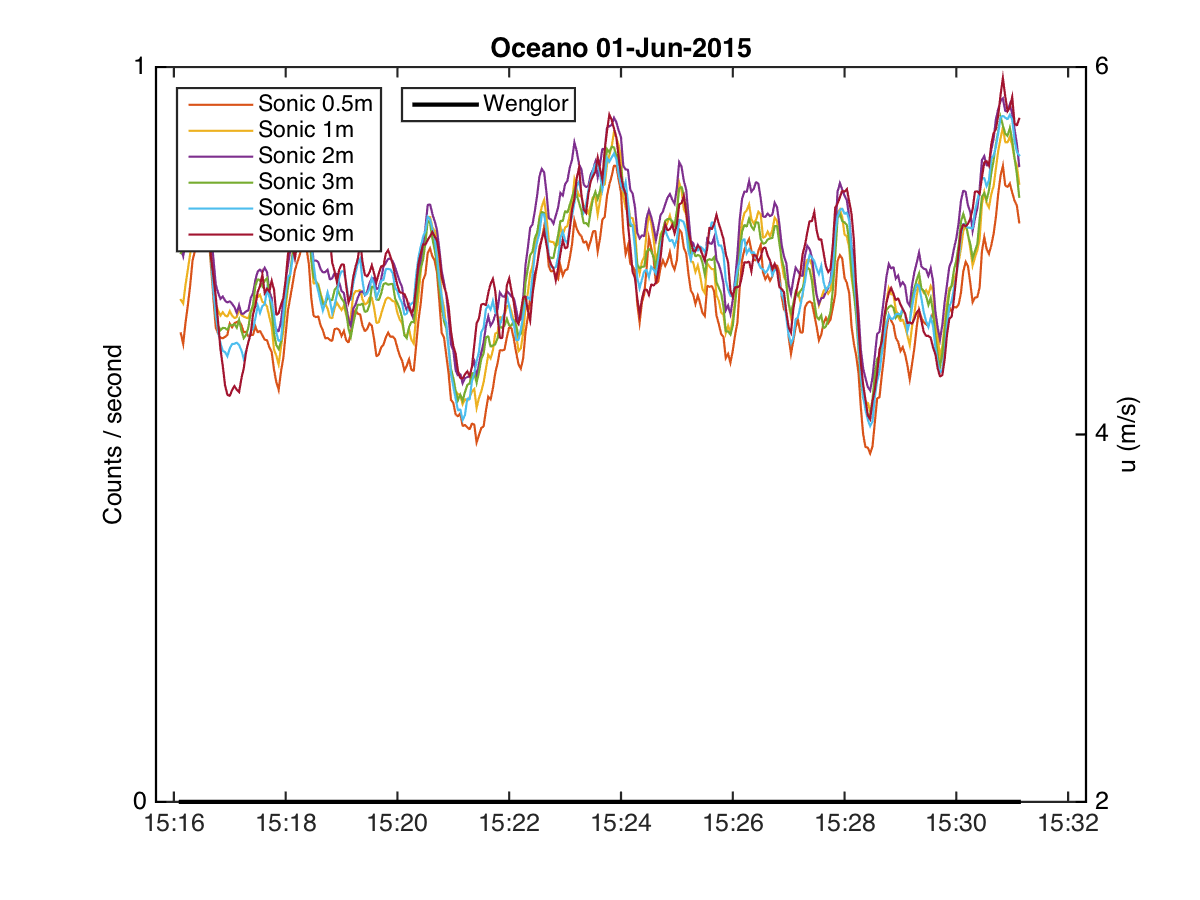 Oceano 01-Jun-2015
1
6
Sonic 0.5m
Wenglor
Sonic 1m
Sonic 2m
Sonic 3m
Sonic 6m
Sonic 9m
Counts / second
4
u (m/s)
0
2
15:16 15:18 15:20 15:22 15:24 15:26 15:28 15:30 15:32